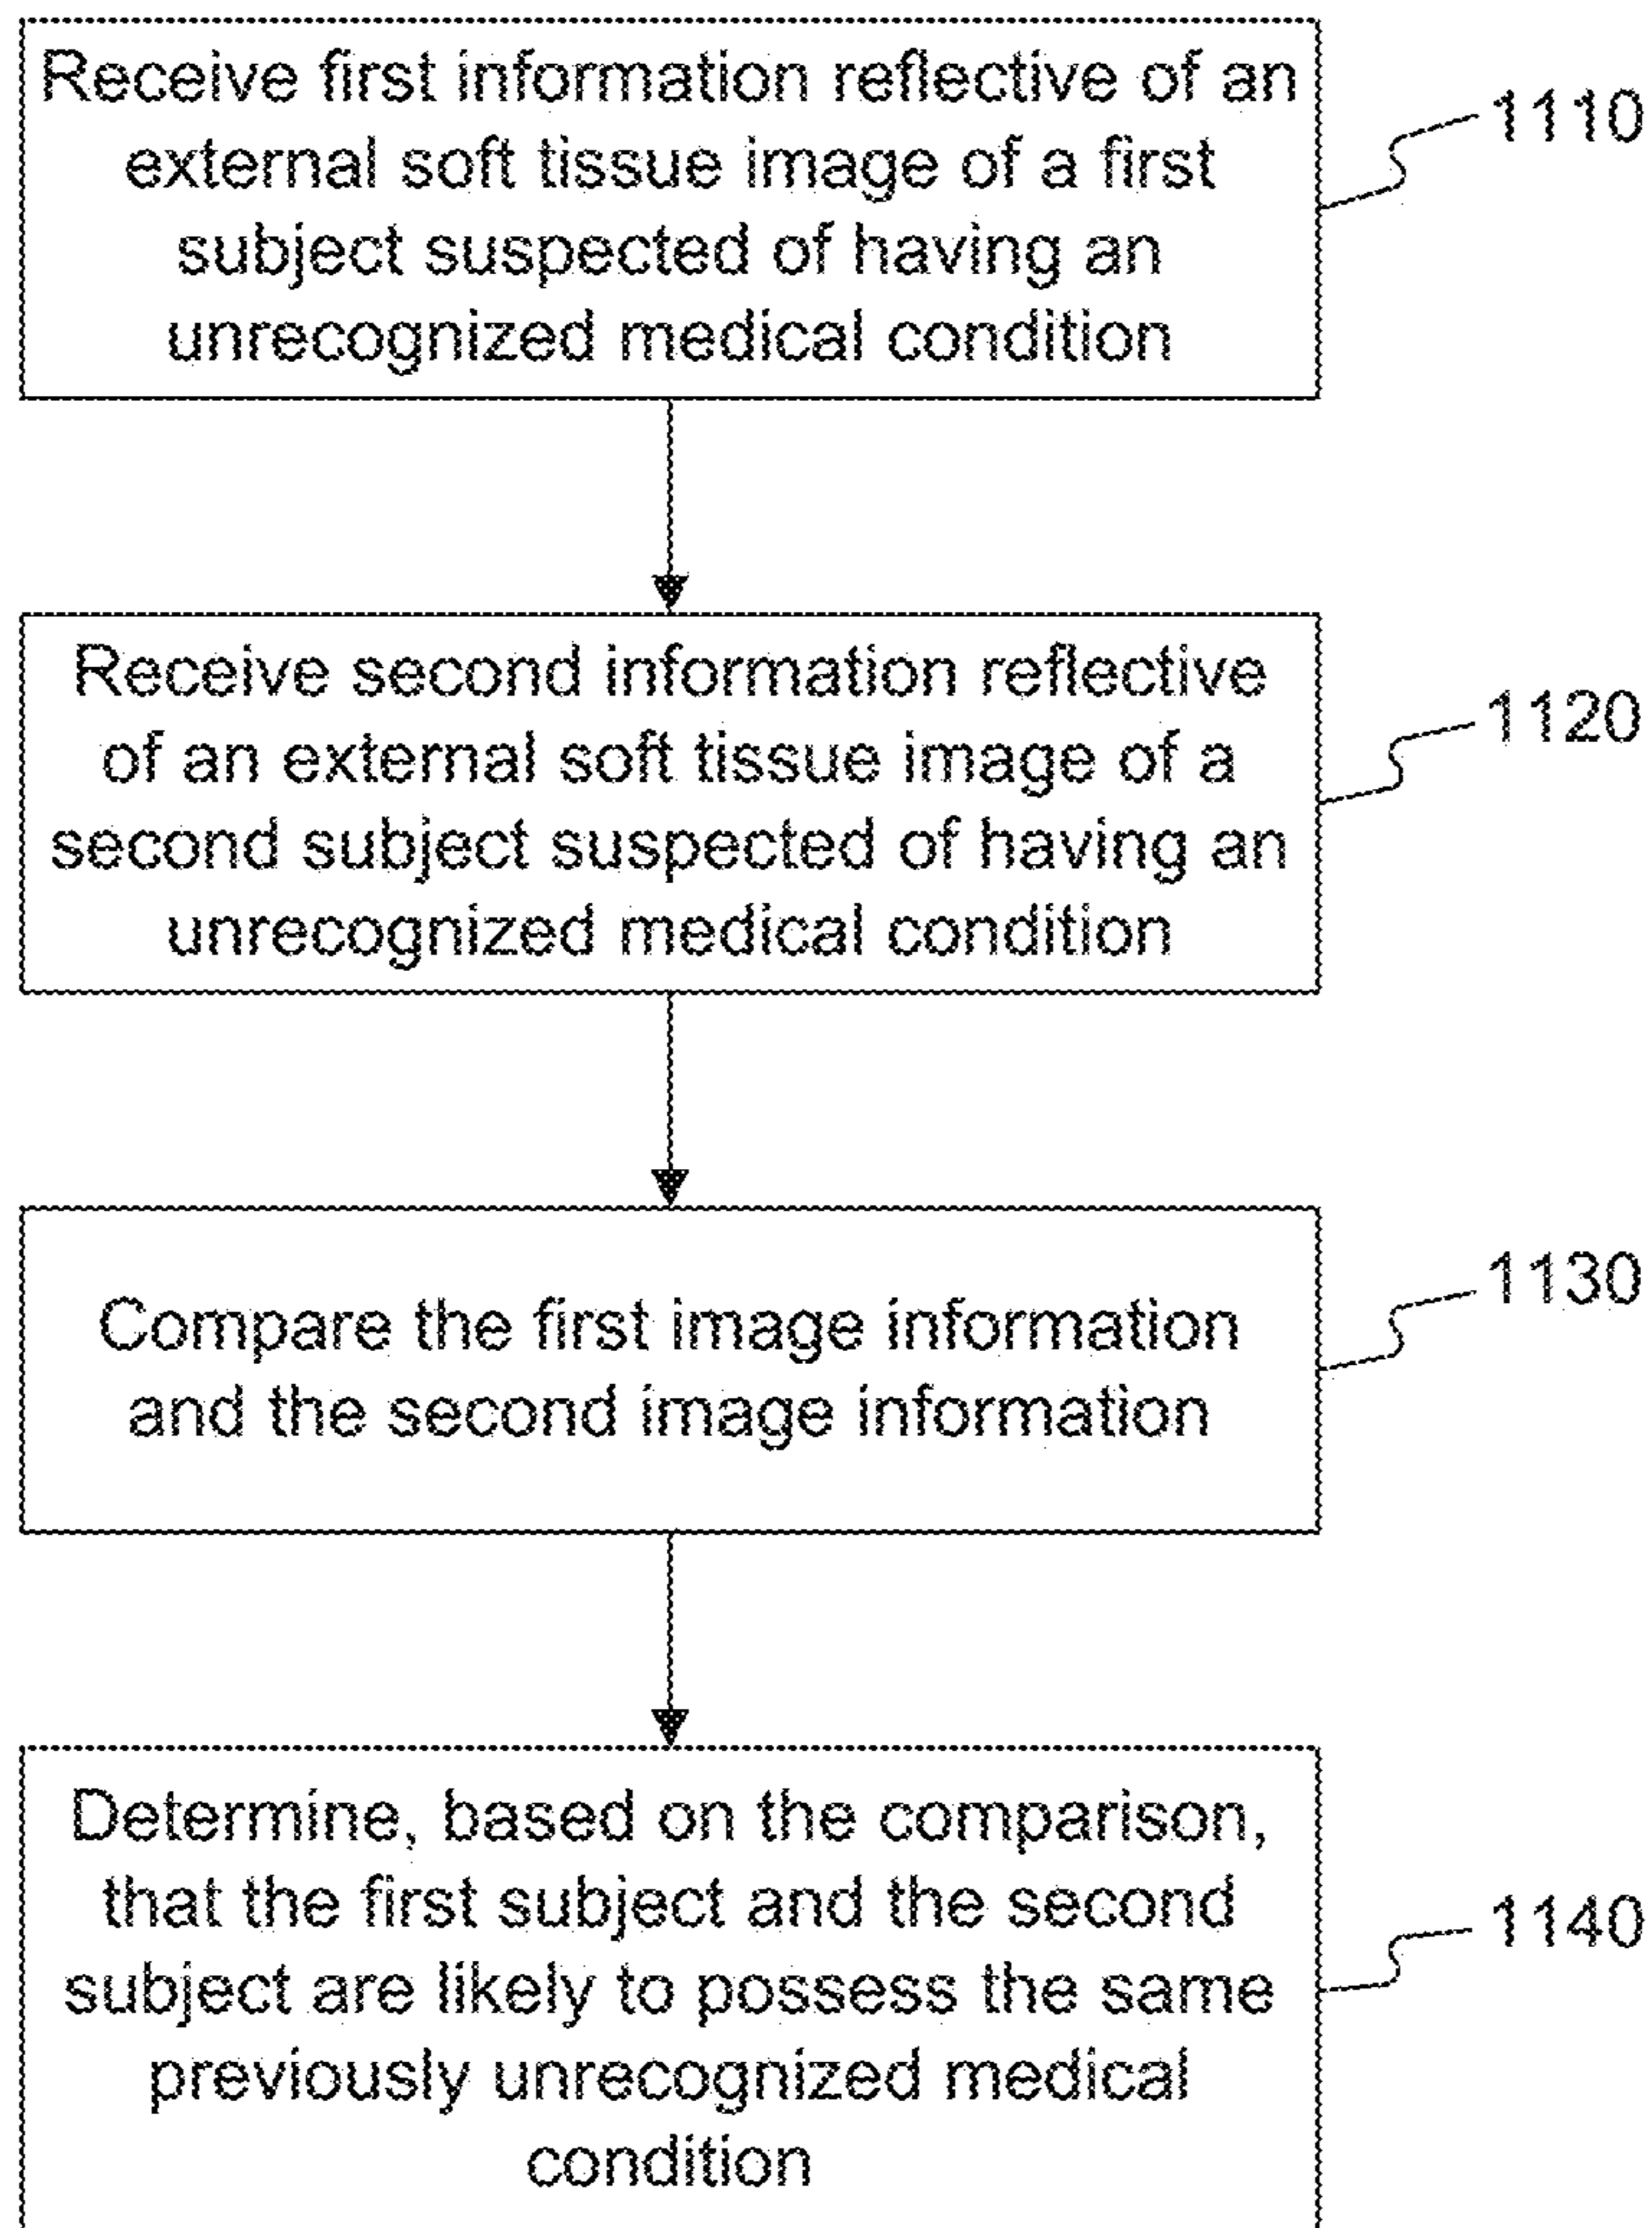 Receive first information reflective of an
external soft tissue image of a first
subject suspected of having an
unrecognized medical condition
1110
Receive second information reflective
of an external soft tissue image of a
second subject suspected of having an
unrecognized medical condition
1120
Compare the first image information
and the second image information
1130
Determine, based on the comparison,
that the first subject and the second
subject are likely to possess the same
previously unrecognized medical
condition
1140